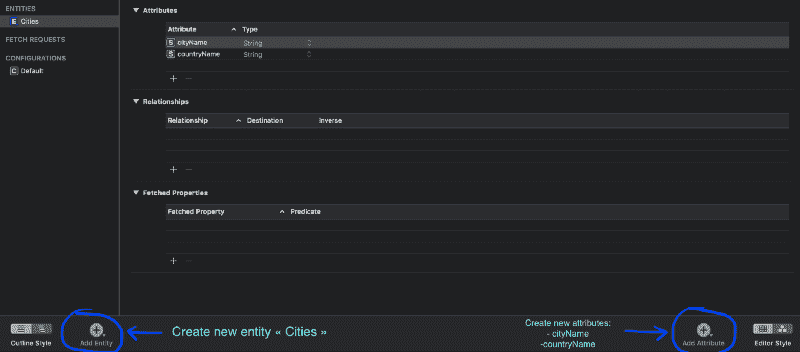 ENTITIES
E Cities
FETCH REQUESTS
CONFIGURATIONS
C Default
Attributes
Attribute Type
S cityName String
S countryName String
+ −
Relationships
Relationship Destination Inverse
+ −
Fetched Properties
Fetched Property Predicate
+ −
Outline Style
Add Entity
Create new entity « Cities »
Create new attributes:
- cityName
-countryName
Add Attribute
Editor Style